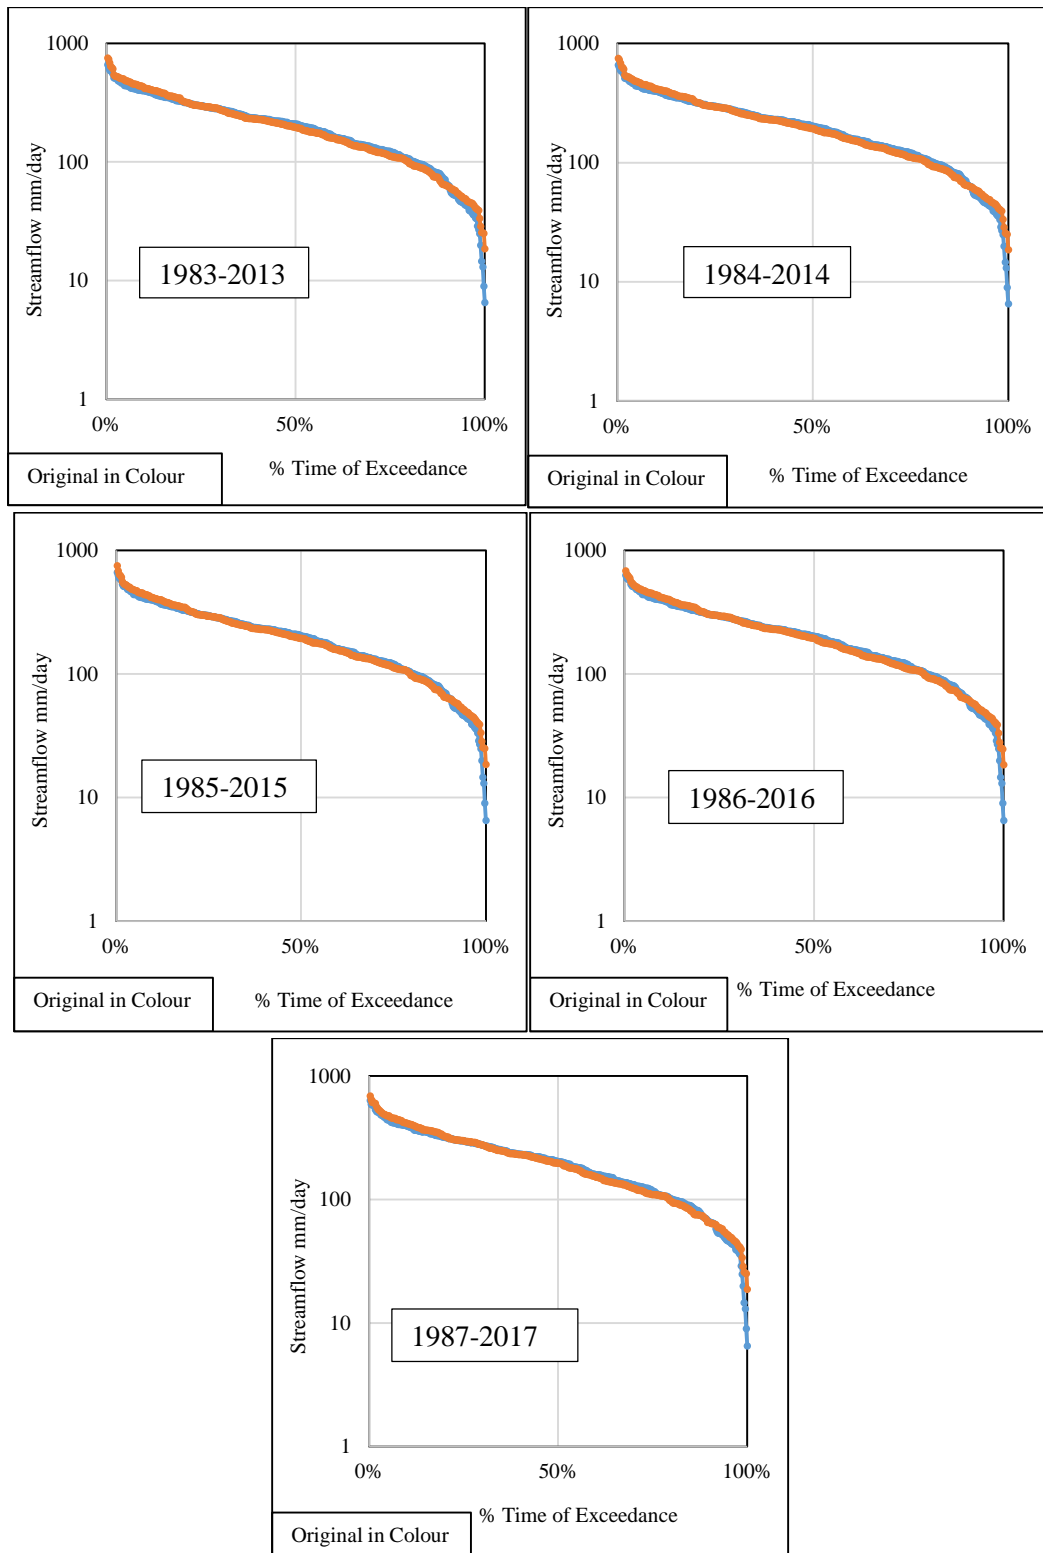 1000
100
10
1
Streamflow mm/day
1983-2013
0%
50%
100%
% Time of Exceedance
Original in Colour
1000
100
10
1
Streamflow mm/day
1984-2014
0%
50%
100%
% Time of Exceedance
Original in Colour
1000
100
10
1
Streamflow mm/day
1985-2015
0%
50%
100%
% Time of Exceedance
Original in Colour
1000
100
10
1
Streamflow mm/day
1986-2016
0%
50%
100%
% Time of Exceedance
Original in Colour
1000
100
10
1
Streamflow mm/day
1987-2017
0%
50%
100%
% Time of Exceedance
Original in Colour